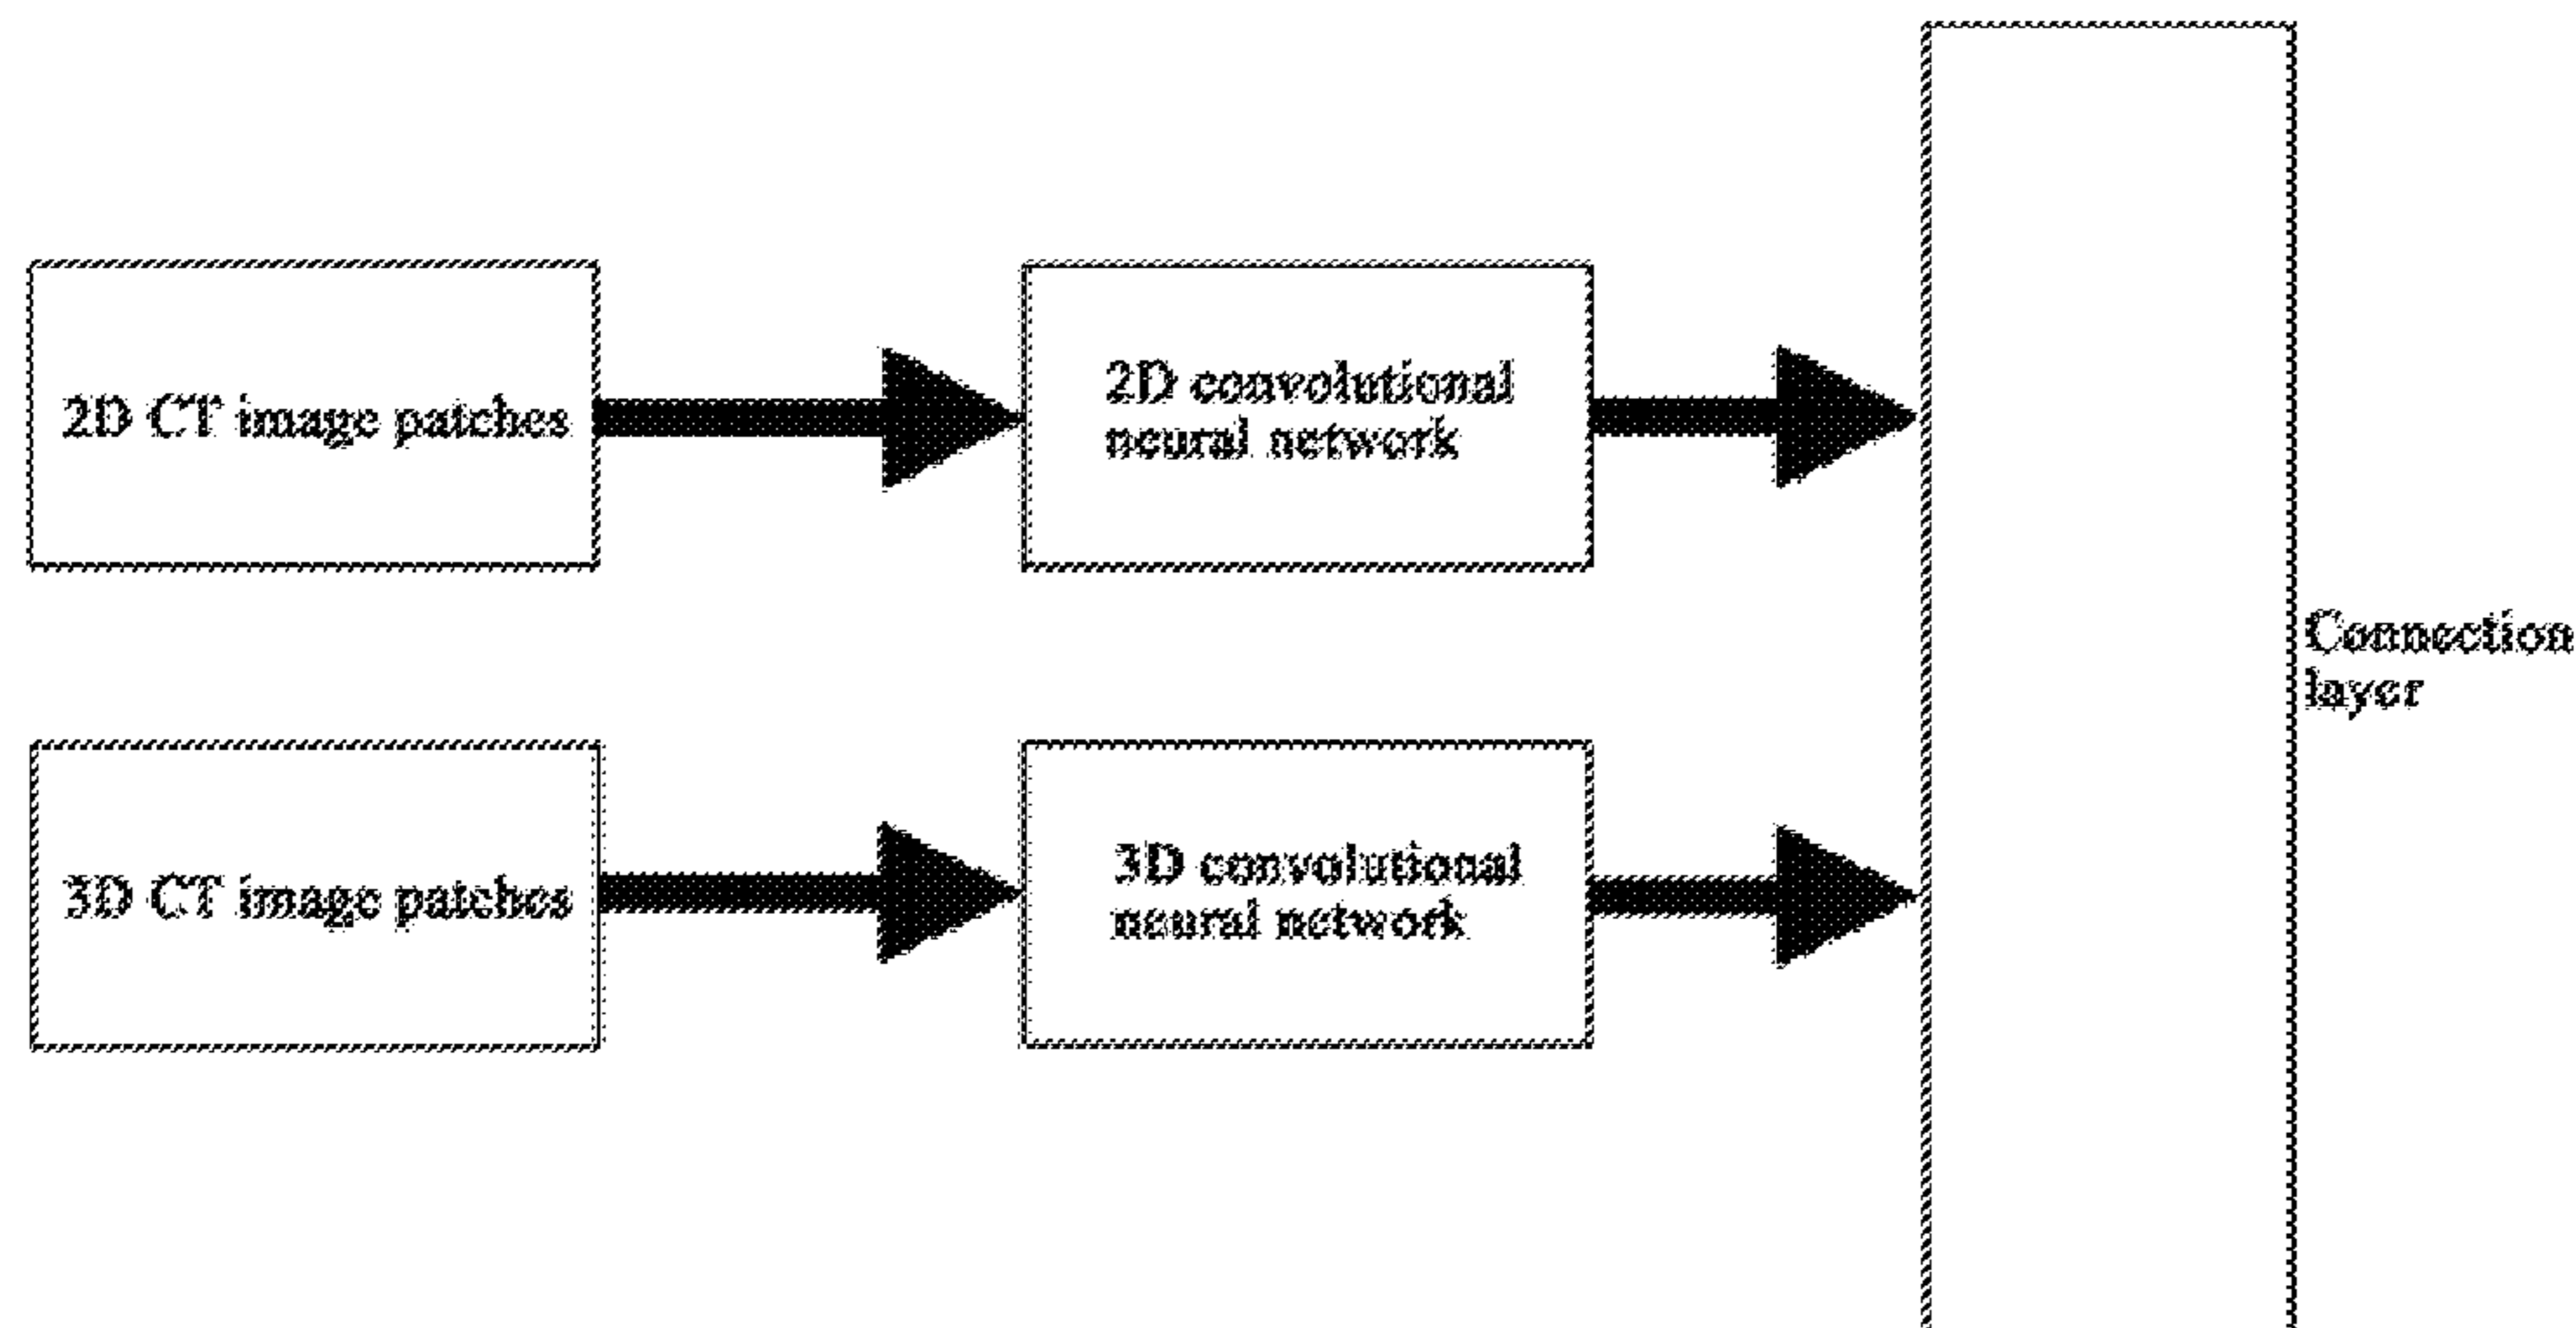 2D CT image patches
2D convolutional
neural network
Connection
layer
3D CT image patches
3D convolutional
neural network